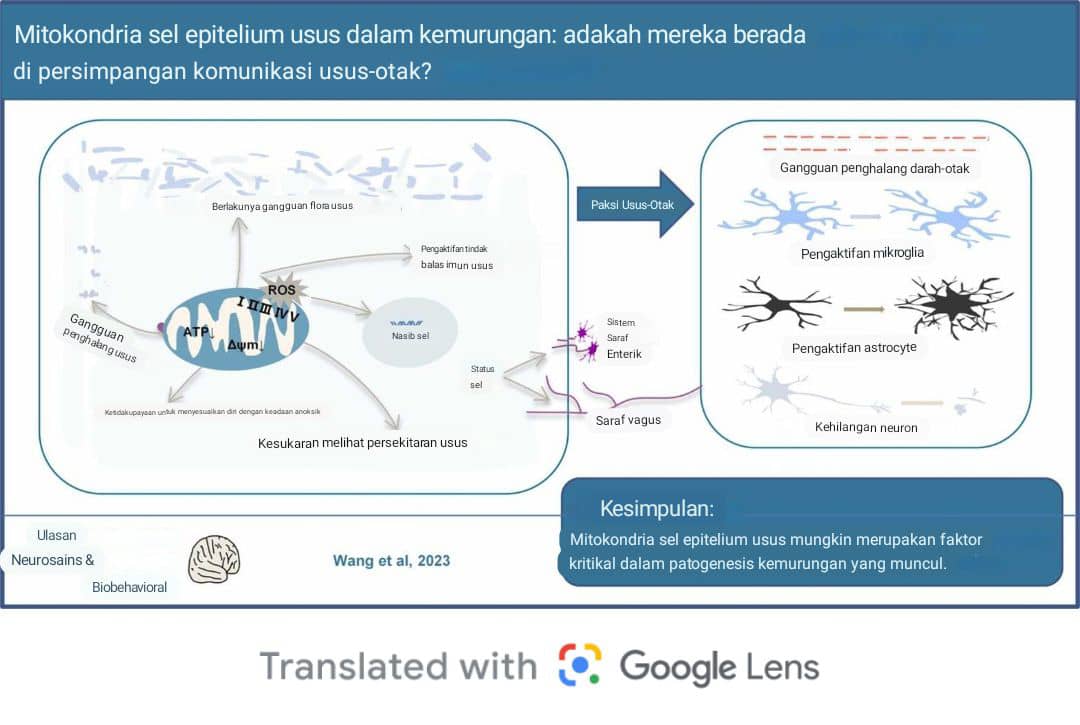 Mitokondria sel epitelium usus dalam kemurungan: adakah mereka berada
di persimpangan komunikasi usus-otak?
Berlakunya gangguan flora usus
Pengaktifan tindak
balas imun usus
ROS
I II III IV V
ATP↓
Δψm↓
Gangguan
penghalang usus
Nasib sel
Status
sel
Ketidakupayaan untuk menyesuaikan diri dengan keadaan anoksik
Kesukaran melihat persekitaran usus
Paksi Usus-Otak
Sistem
Saraf
Enterik
Saraf vagus
Gangguan penghalang darah-otak
Pengaktifan mikroglia
Pengaktifan astrocyte
Kehilangan neuron
Ulasan
Neurosains &
Biobehavioral
Wang et al, 2023
Kesimpulan:
Mitokondria sel epitelium usus mungkin merupakan faktor
kritikal dalam patogenesis kemurungan yang muncul.
Translated with Google Lens